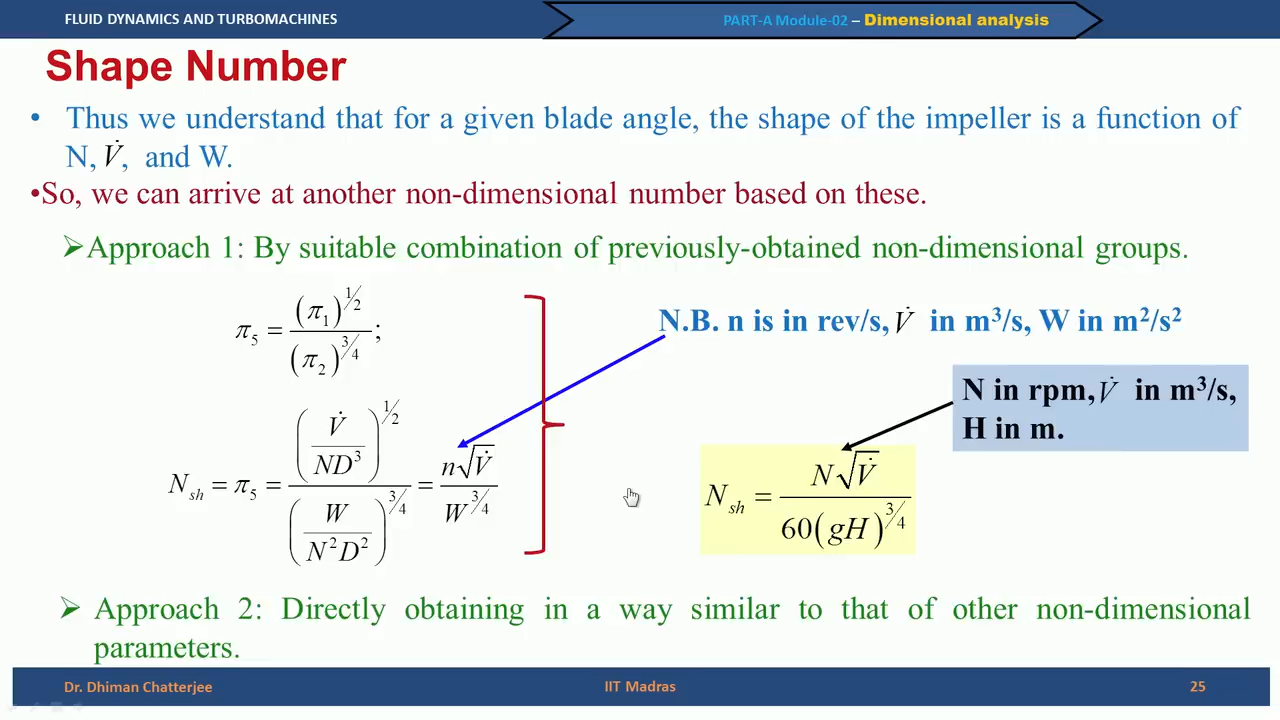 FLUID DYNAMICS AND TURBOMACHINES
PART-A Module-02 – Dimensional analysis
Shape Number
• Thus we understand that for a given blade angle, the shape of the impeller is a function of
N, V̇, and W.
•So, we can arrive at another non-dimensional number based on these.
➢Approach 1: By suitable combination of previously-obtained non-dimensional groups.
π₅ = (π₁)^(1/2) / (π₂)^(3/4) ;
N.B. n is in rev/s, V̇ in m³/s, W in m²/s²
N in rpm, V̇ in m³/s,
H in m.
N_sh = π₅ = (V̇ / ND³)^(1/2) / (W / N²D²)^(3/4) = n√V̇ / W^(3/4)
N_sh = N√V̇ / 60(gH)^(3/4)
➢ Approach 2: Directly obtaining in a way similar to that of other non-dimensional
parameters.
Dr. Dhiman Chatterjee
IIT Madras
25